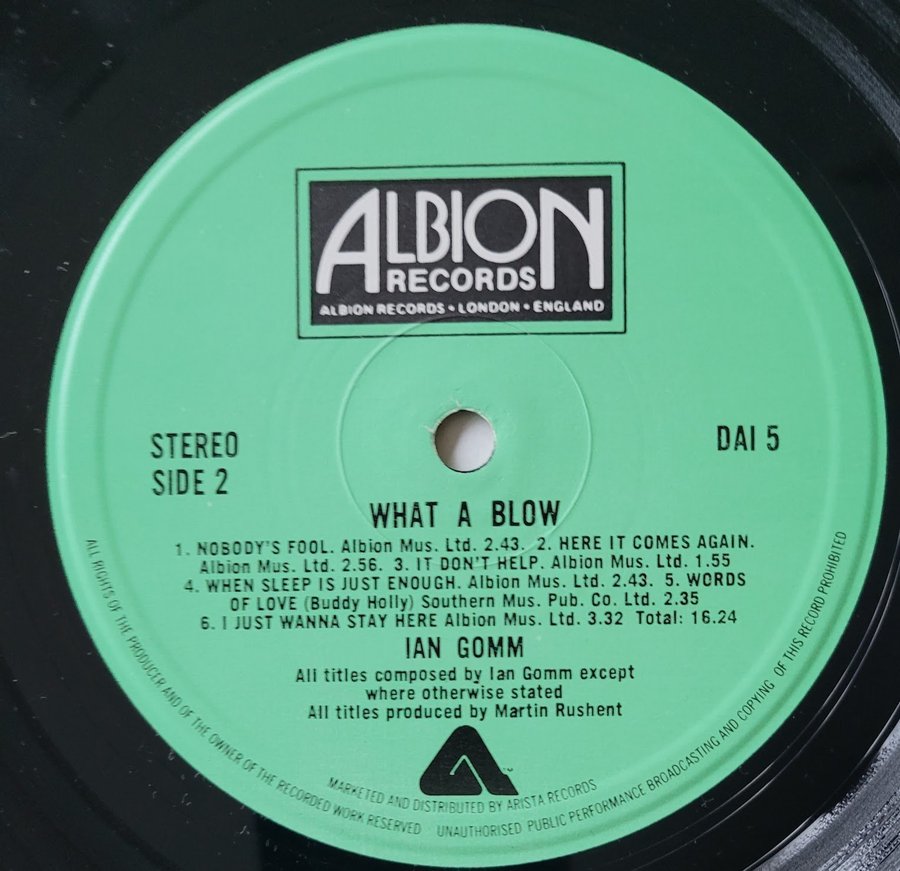 ALBION
RECORDS
ALBION RECORDS • LONDON • ENGLAND
STEREO
SIDE 2
DAI 5
WHAT A BLOW
1. NOBODY'S FOOL. Albion Mus. Ltd. 2.43. 2. HERE IT COMES AGAIN.
Albion Mus. Ltd. 2.56. 3. IT DON'T HELP. Albion Mus. Ltd. 1.55
4. WHEN SLEEP IS JUST ENOUGH. Albion Mus. Ltd. 2.43. 5. WORDS
OF LOVE (Buddy Holly) Southern Mus. Pub. Co. Ltd. 2.35
6. I JUST WANNA STAY HERE Albion Mus. Ltd. 3.32 Total: 16.24
IAN GOMM
All titles composed by Ian Gomm except
where otherwise stated
All titles produced by Martin Rushent
™
MARKETED AND DISTRIBUTED BY ARISTA RECORDS
ALL RIGHTS OF THE PRODUCER AND OF THE OWNER OF THE RECORDED WORK RESERVED UNAUTHORISED PUBLIC PERFORMANCE BROADCASTING AND COPYING OF THIS RECORD PROHIBITED